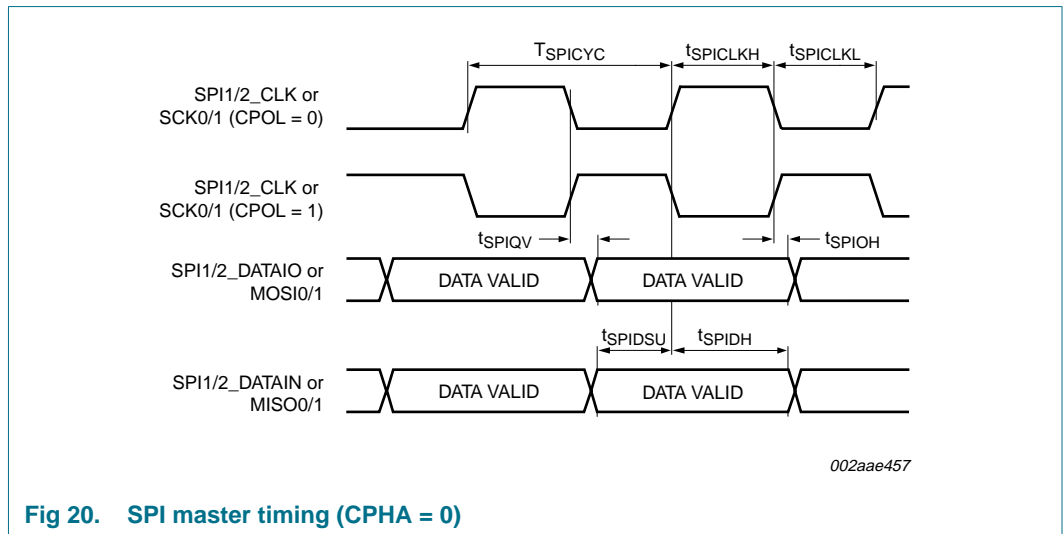 TSPICYC tSPICLKH tSPICLKL
SPI1/2_CLK or
SCK0/1 (CPOL = 0)
SPI1/2_CLK or
SCK0/1 (CPOL = 1)
tSPIQV tSPIOH
SPI1/2_DATAIO or
MOSI0/1
DATA VALID DATA VALID
tSPIDSU tSPIDH
SPI1/2_DATAIN or
MISO0/1
DATA VALID DATA VALID
002aae457
Fig 20. SPI master timing (CPHA = 0)